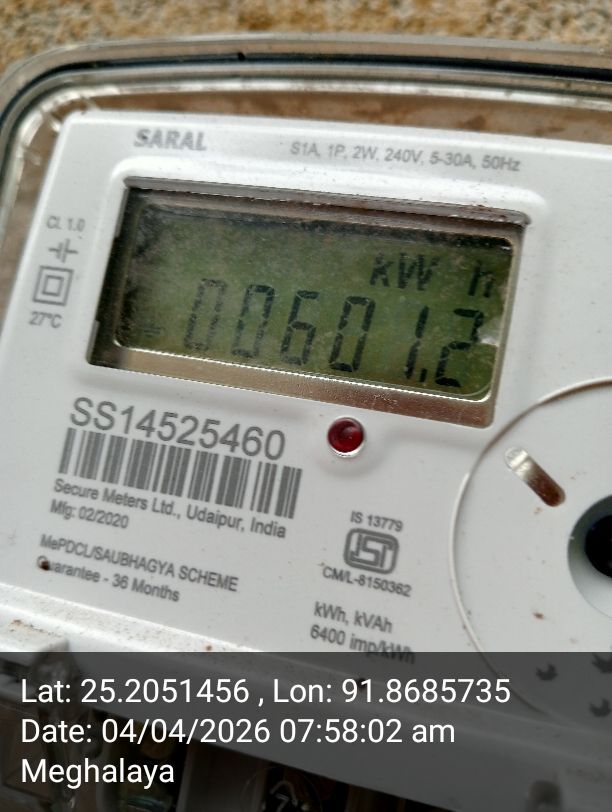 SARAL
S1A, 1P, 2W, 240V, 5-30A, 50Hz
Cl. 1.0
27°C
kW h
00601.2
SS14525460
Secure Meters Ltd., Udaipur, India
Mfg: 02/2020
MePDCL/SAUBHAGYA SCHEME
Guarantee - 36 Months
IS 13779
CM/L-8150362
kWh, kVAh
6400 imp/kWh
Lat: 25.2051456 , Lon: 91.8685735
Date: 04/04/2026 07:58:02 am
Meghalaya